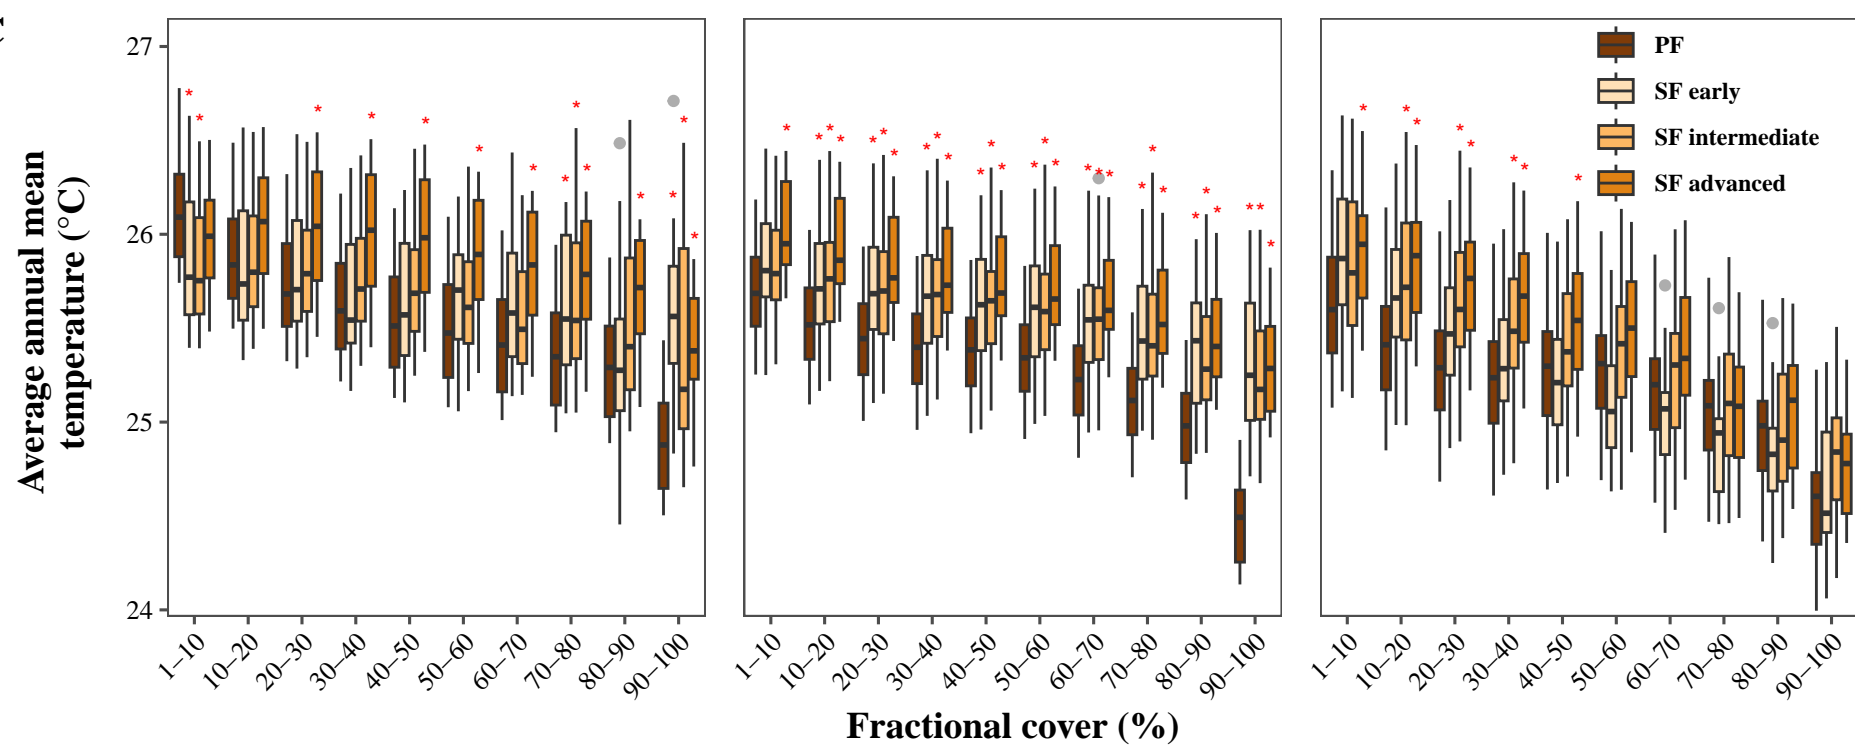 27
26
25
24
Average annual mean
temperature (°C)
PF
SF early
SF intermediate
SF advanced
1–10 10–20 20–30 30–40 40–50 50–60 60–70 70–80 80–90 90–100
1–10 10–20 20–30 30–40 40–50 50–60 60–70 70–80 80–90 90–100
1–10 10–20 20–30 30–40 40–50 50–60 60–70 70–80 80–90 90–100
Fractional cover (%)